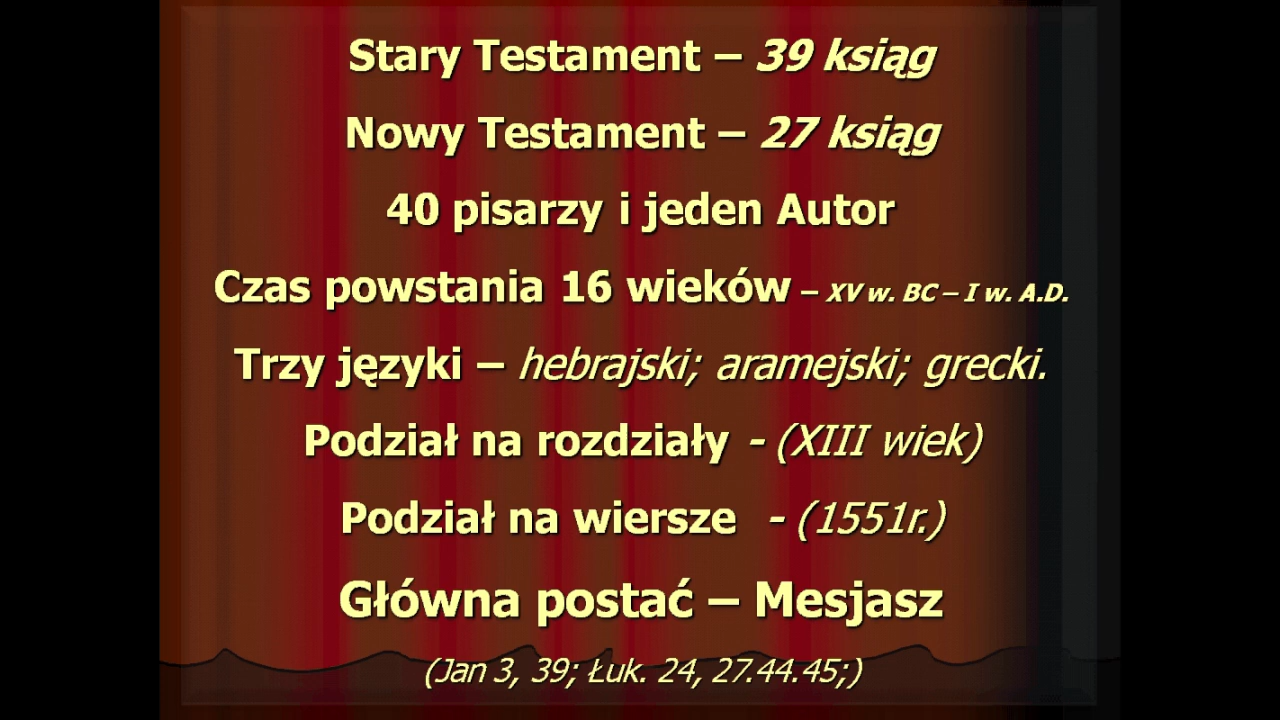 Stary Testament – 39 ksiąg
Nowy Testament – 27 ksiąg
40 pisarzy i jeden Autor
Czas powstania 16 wieków – XV w. BC – I w. A.D.
Trzy języki – hebrajski; aramejski; grecki.
Podział na rozdziały - (XIII wiek)
Podział na wiersze - (1551r.)
Główna postać – Mesjasz
(Jan 3, 39; Łuk. 24, 27.44.45;)